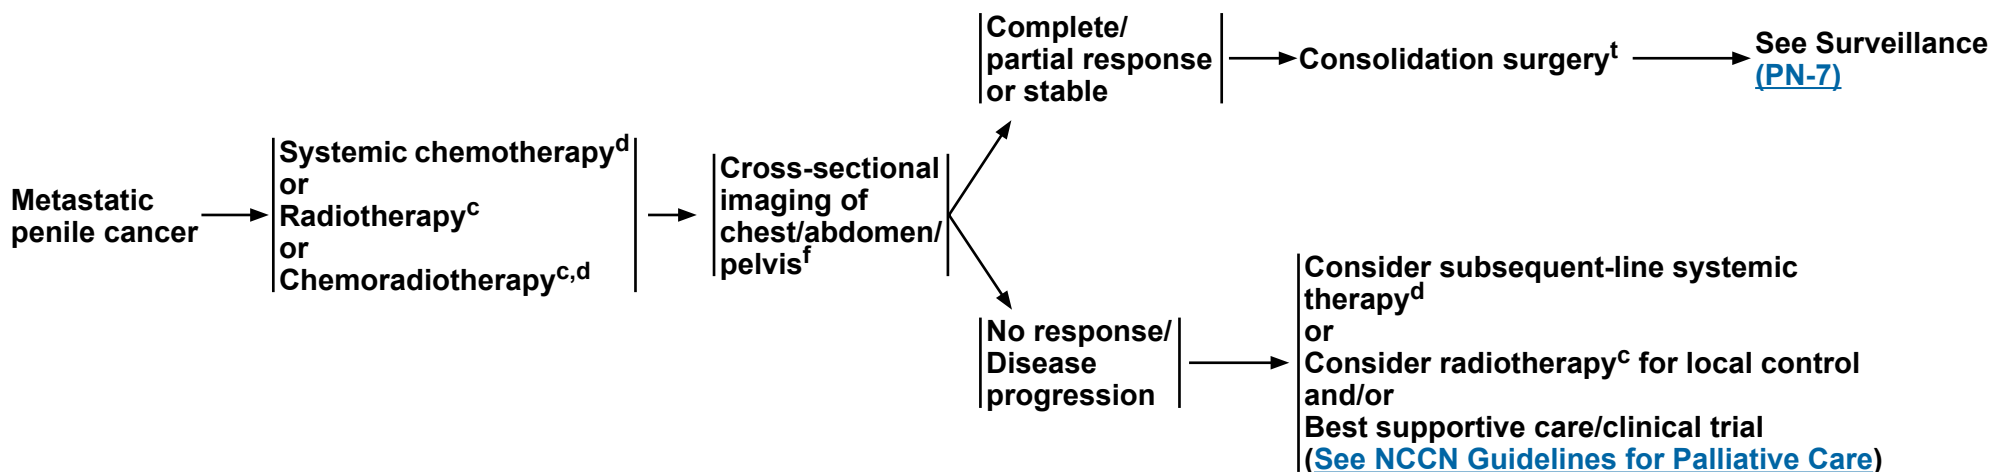 Metastatic
penile cancer
Systemic chemotherapyᵈ
or
Radiotherapyᶜ
or
Chemoradiotherapyᶜ,ᵈ
Cross-sectional
imaging of
chest/abdomen/
pelvisᶠ
Complete/
partial response
or stable
Consolidation surgeryᵗ
See Surveillance
(PN-7)
No response/
Disease
progression
Consider subsequent-line systemic
therapyᵈ
or
Consider radiotherapyᶜ for local control
and/or
Best supportive care/clinical trial
(See NCCN Guidelines for Palliative Care)